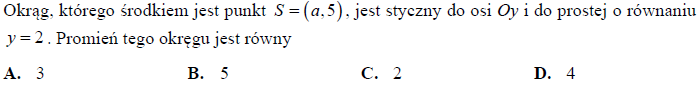 Okrąg, którego środkiem jest punkt S = (a, 5), jest styczny do osi Oy i do prostej o równaniu
y = 2. Promień tego okręgu jest równy
A. 3 B. 5 C. 2 D. 4